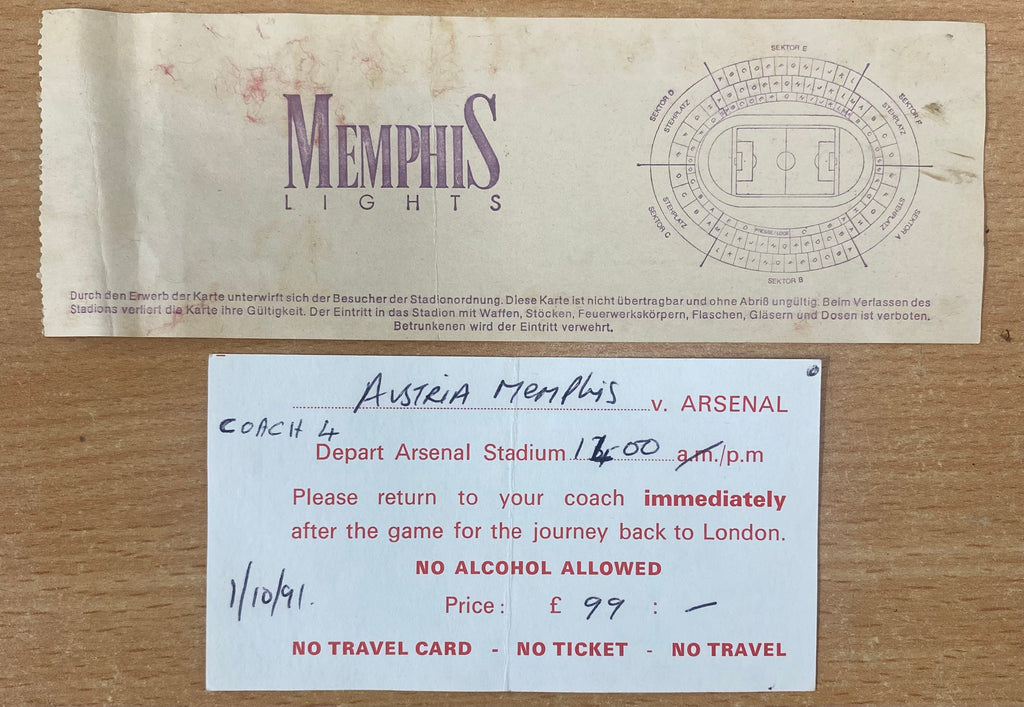 MEMPHIS
LIGHTS
SEKTOR E
SEKTOR D
STEHPLATZ
SEKTOR F
STEHPLATZ
SEKTOR C
STEHPLATZ
STEHPLATZ
SEKTOR A
PRESSE/LOGE
SEKTOR B
Durch den Erwerb der Karte unterwirft sich der Besucher der Stadionordnung. Diese Karte ist nicht übertragbar und ohne Abriß ungültig. Beim Verlassen des
Stadions verliert die Karte ihre Gültigkeit. Der Eintritt in das Stadion mit Waffen, Stöcken, Feuerwerkskörpern, Flaschen, Gläsern und Dosen ist verboten.
Betrunkenen wird der Eintritt verwehrt.
AUSTRIA MEMPhiS v. ARSENAL
COACH 4
Depart Arsenal Stadium a.m./p.m
Please return to your coach immediately
after the game for the journey back to London.
NO ALCOHOL ALLOWED
1/10/91.
Price: £ 99 : —
NO TRAVEL CARD - NO TICKET - NO TRAVEL